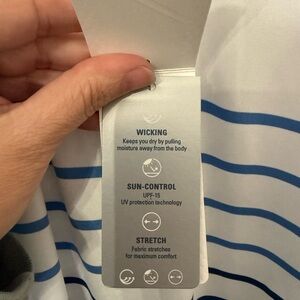 WICKING
Keeps you dry by pulling
moisture away from the body
SUN-CONTROL
UPF-15
UV protection technology
STRETCH
Fabric stretches
for maximum comfort